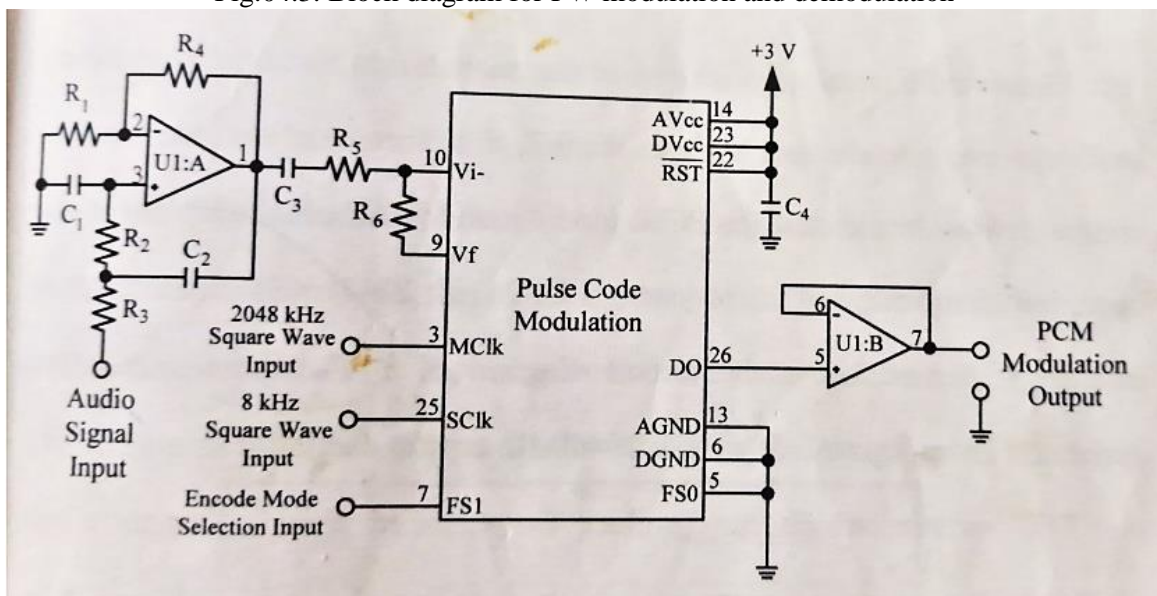 Fig.04.3: Block diagram for PW modulation and demodulation
R4
+3 V
R1
14
AVcc
2
-
R5
23
DVcc
U1:A
1
10
Vi-
22
RST
3
+
C3
R6
C4
C1
R2
9
Vf
C2
Pulse Code
Modulation
6
-
R3
2048 kHz
Square Wave
Input
3
MClk
U1:B
7
PCM
Modulation
Output
DO
26
5
+
Audio
Signal
Input
8 kHz
Square Wave
Input
25
SClk
AGND
13
DGND
6
Encode Mode
Selection Input
7
FS1
FS0
5